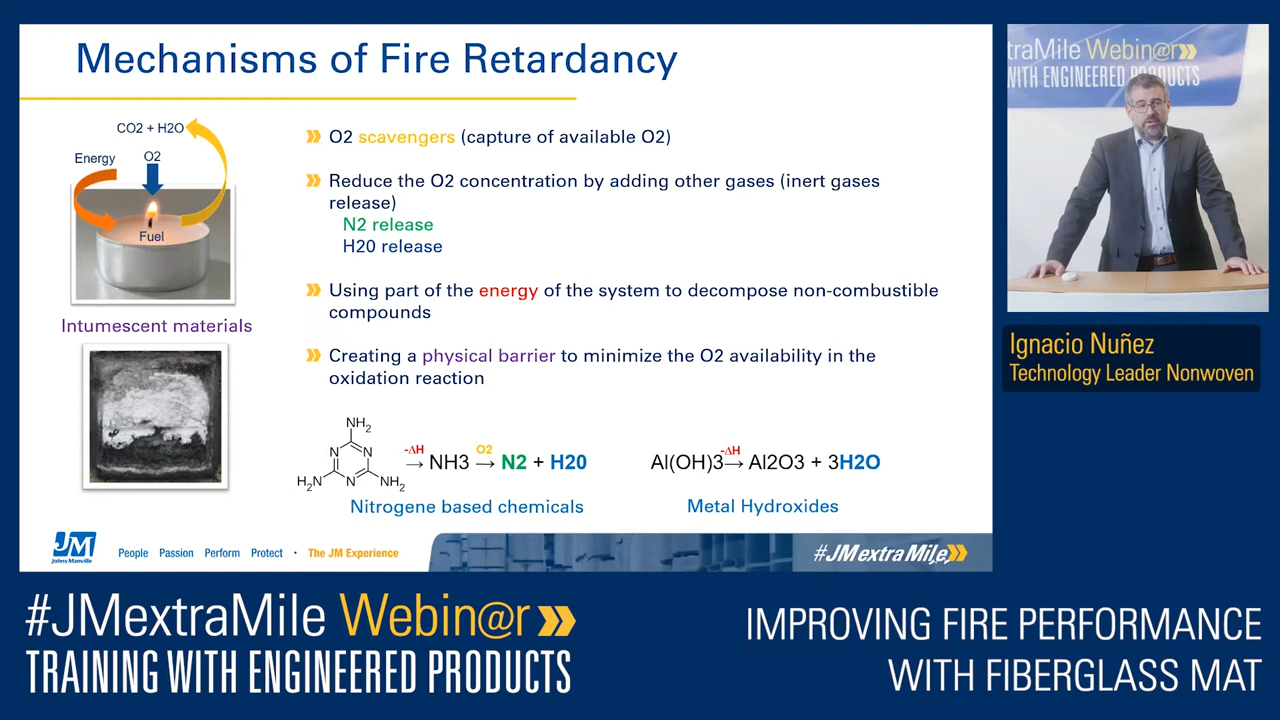 Mechanisms of Fire Retardancy
CO2 + H2O
Energy
O2
Fuel
Intumescent materials
O2 scavengers (capture of available O2)
Reduce the O2 concentration by adding other gases (inert gases
release)
N2 release
H20 release
Using part of the energy of the system to decompose non-combustible
compounds
Creating a physical barrier to minimize the O2 availability in the
oxidation reaction
NH2
N N
H2N N NH2
-ΔH
→ NH3 → N2 + H20
O2
Nitrogene based chemicals
-ΔH
Al(OH)3→ Al2O3 + 3H2O
Metal Hydroxides
JM
Johns Manville
People Passion Perform Protect • The JM Experience
#JMextraMile
traMile Webin@r
WITH ENGINEERED PRODUCTS
Ignacio Nuñez
Technology Leader Nonwoven
#JMextraMile Webin@r
TRAINING WITH ENGINEERED PRODUCTS
IMPROVING FIRE PERFORMANCE
WITH FIBERGLASS MAT